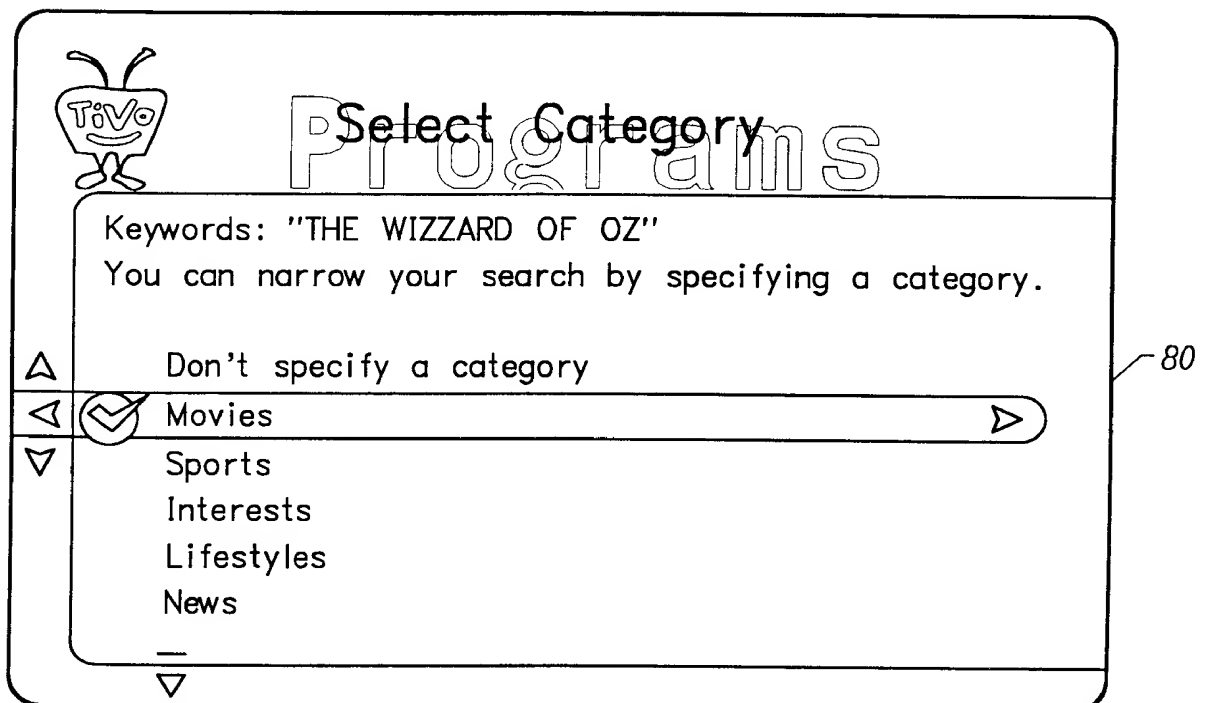 TiVo
Programs
Select Category
Keywords: "THE WIZZARD OF OZ"
You can narrow your search by specifying a category.
Don't specify a category
80
Movies
Sports
Interests
Lifestyles
News